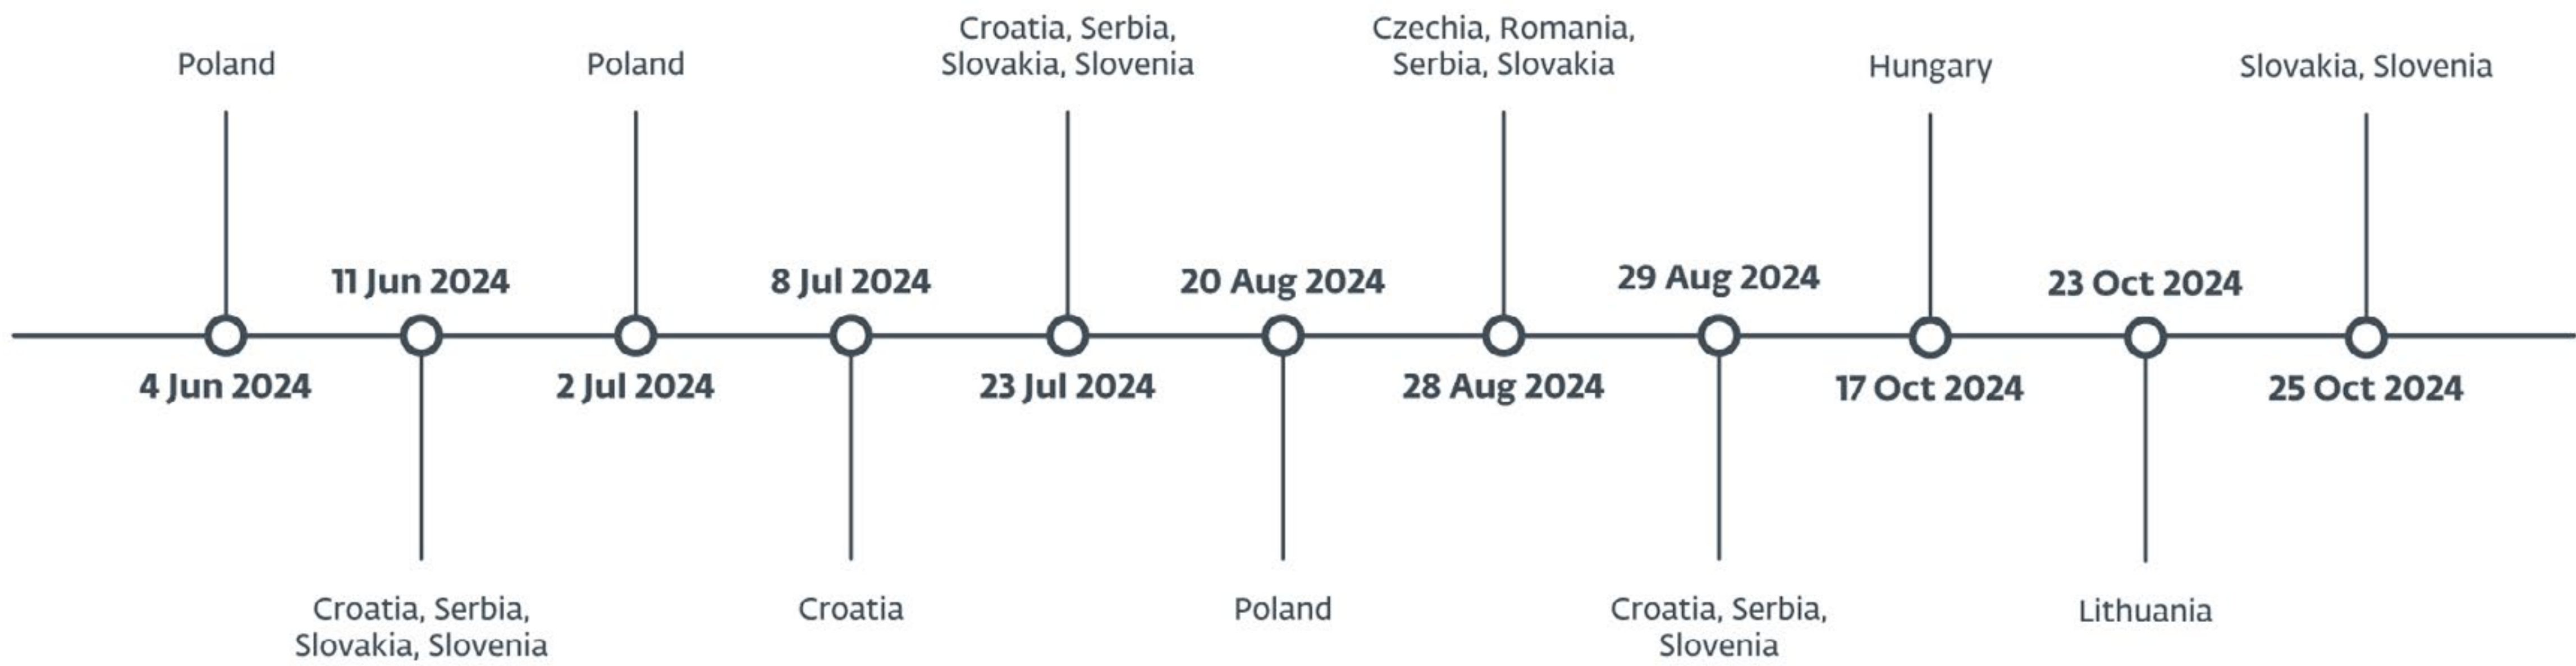 Croatia, Serbia,
Slovakia, Slovenia
Czechia, Romania,
Serbia, Slovakia
Poland
Poland
Hungary
Slovakia, Slovenia
11 Jun 2024
8 Jul 2024
20 Aug 2024
29 Aug 2024
23 Oct 2024
4 Jun 2024
2 Jul 2024
23 Jul 2024
28 Aug 2024
17 Oct 2024
25 Oct 2024
Croatia, Serbia,
Slovakia, Slovenia
Croatia
Poland
Croatia, Serbia,
Slovenia
Lithuania